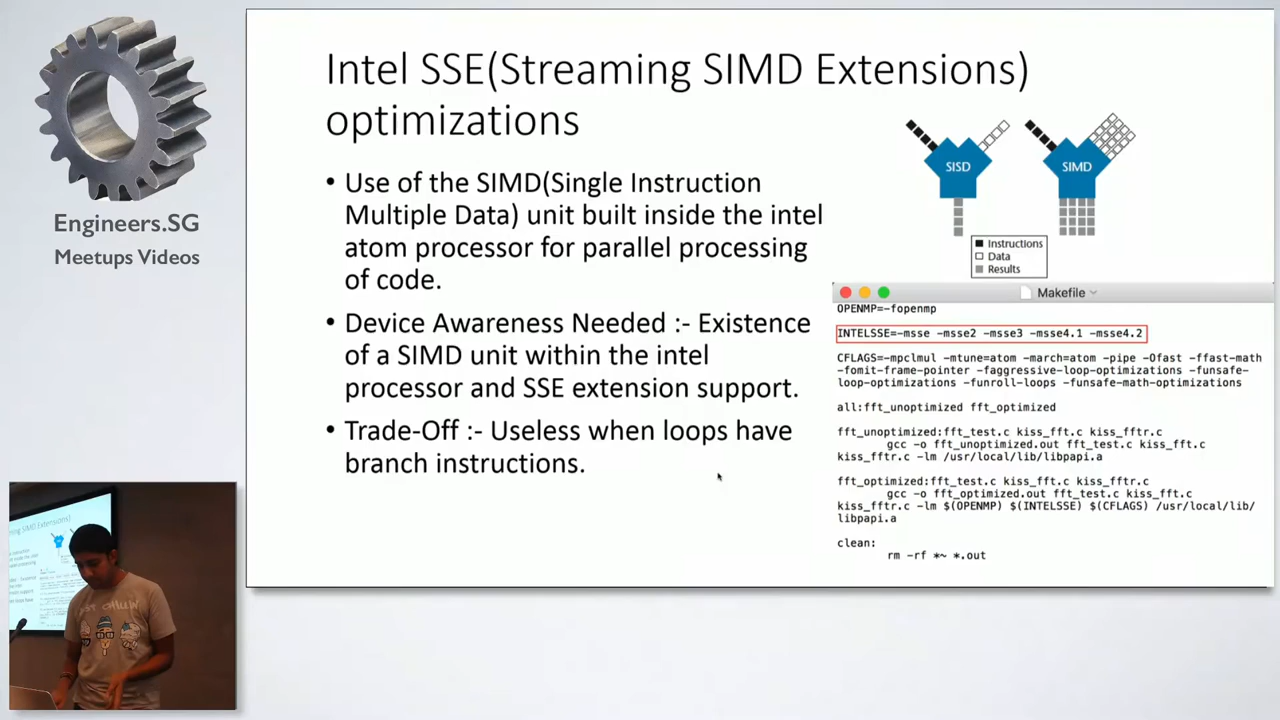 Engineers.SG
Meetups Videos
Intel SSE(Streaming SIMD Extensions)
optimizations
• Use of the SIMD(Single Instruction
Multiple Data) unit built inside the intel
atom processor for parallel processing
of code.
• Device Awareness Needed :- Existence
of a SIMD unit within the intel
processor and SSE extension support.
• Trade-Off :- Useless when loops have
branch instructions.
SISD
SIMD
Instructions
Data
Results
Makefile
OPENMP=-fopenmp
INTELSSE=-msse -msse2 -msse3 -msse4.1 -msse4.2
CFLAGS=-mpclmul -mtune=atom -march=atom -pipe -Ofast -ffast-math
-fomit-frame-pointer -faggressive-loop-optimizations -funsafe-
loop-optimizations -funroll-loops -funsafe-math-optimizations
all:fft_unoptimized fft_optimized
fft_unoptimized:fft_test.c kiss_fft.c kiss_fftr.c
gcc -o fft_unoptimized.out fft_test.c kiss_fft.c
kiss_fftr.c -lm /usr/local/lib/libpapi.a
fft_optimized:fft_test.c kiss_fft.c kiss_fftr.c
gcc -o fft_optimized.out fft_test.c kiss_fft.c
kiss_fftr.c -lm $(OPENMP) $(INTELSSE) $(CFLAGS) /usr/local/lib/
libpapi.a
clean:
rm -rf *~ *.out